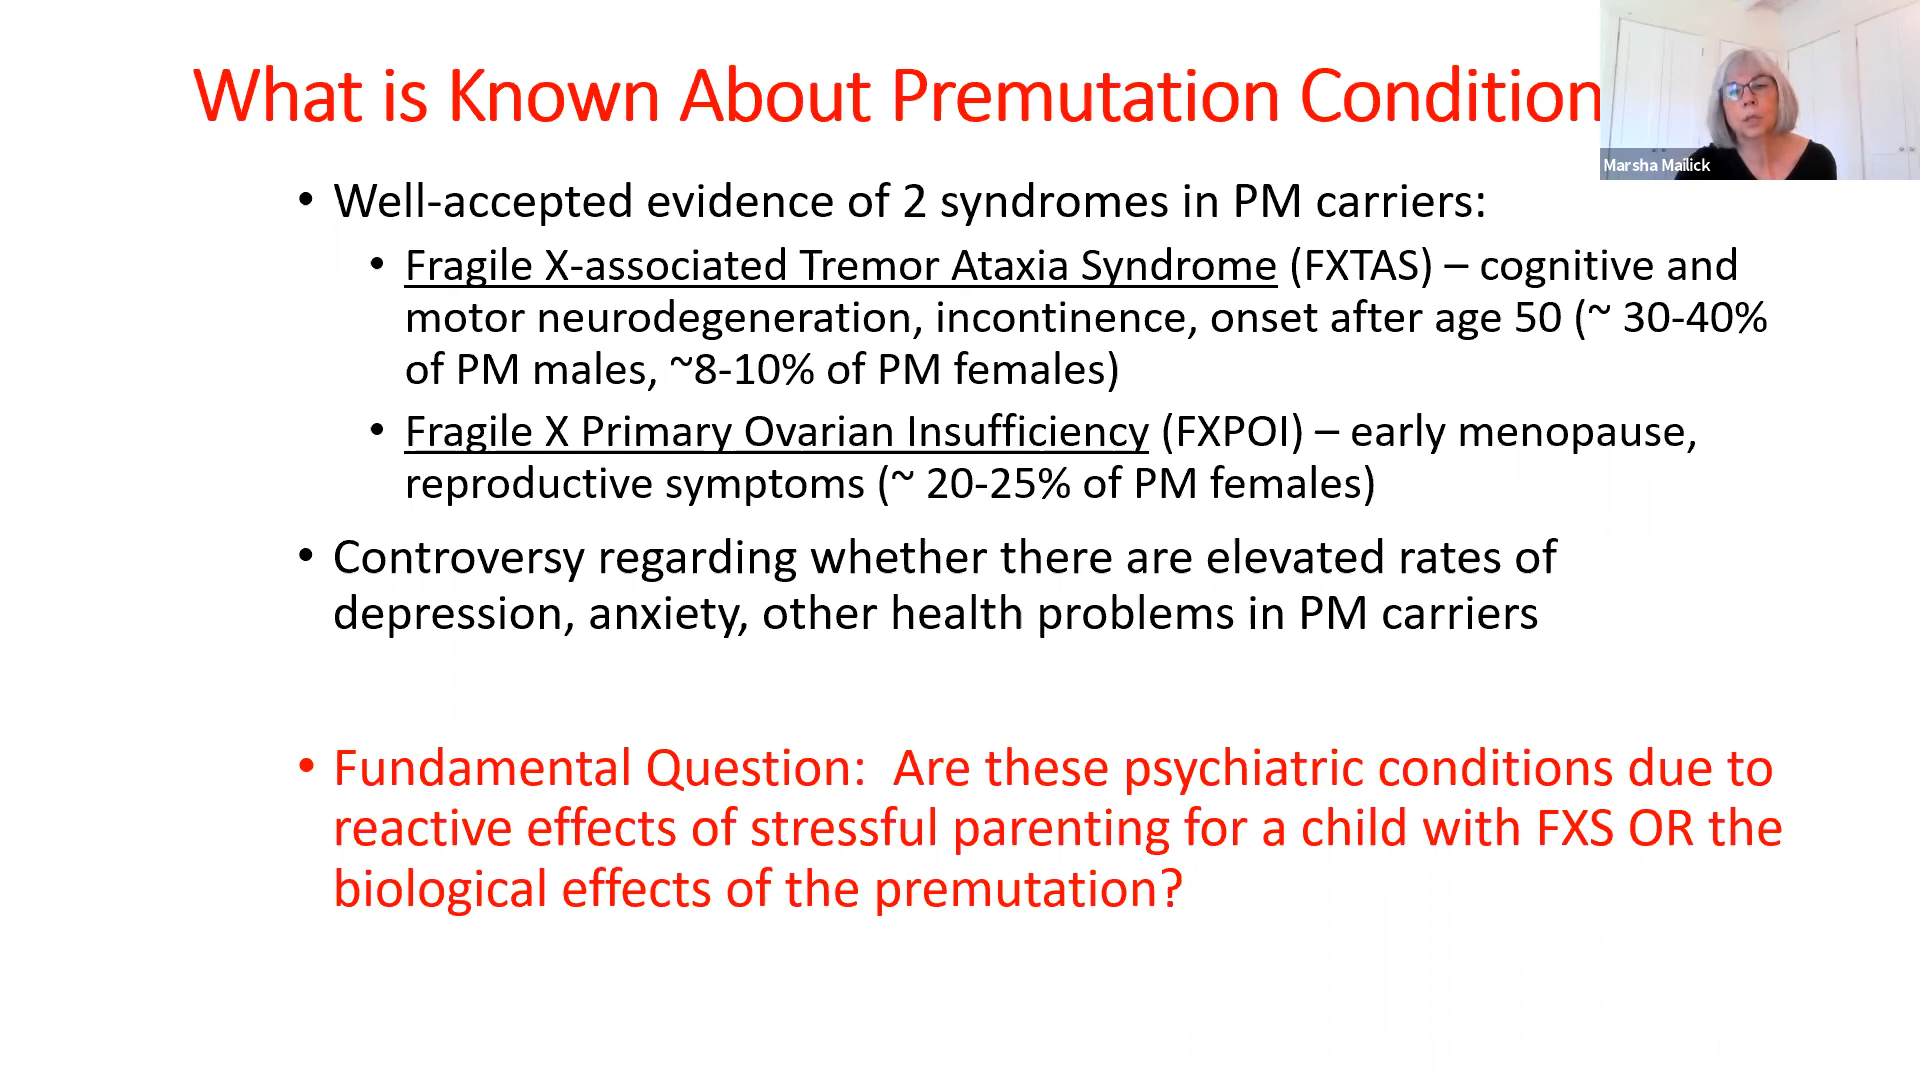 What is Known About Premutation Condition
Marsha Mailick
• Well-accepted evidence of 2 syndromes in PM carriers:
• Fragile X-associated Tremor Ataxia Syndrome (FXTAS) – cognitive and
motor neurodegeneration, incontinence, onset after age 50 (~ 30-40%
of PM males, ~8-10% of PM females)
• Fragile X Primary Ovarian Insufficiency (FXPOI) – early menopause,
reproductive symptoms (~ 20-25% of PM females)
• Controversy regarding whether there are elevated rates of
depression, anxiety, other health problems in PM carriers
• Fundamental Question:  Are these psychiatric conditions due to
reactive effects of stressful parenting for a child with FXS OR the
biological effects of the premutation?